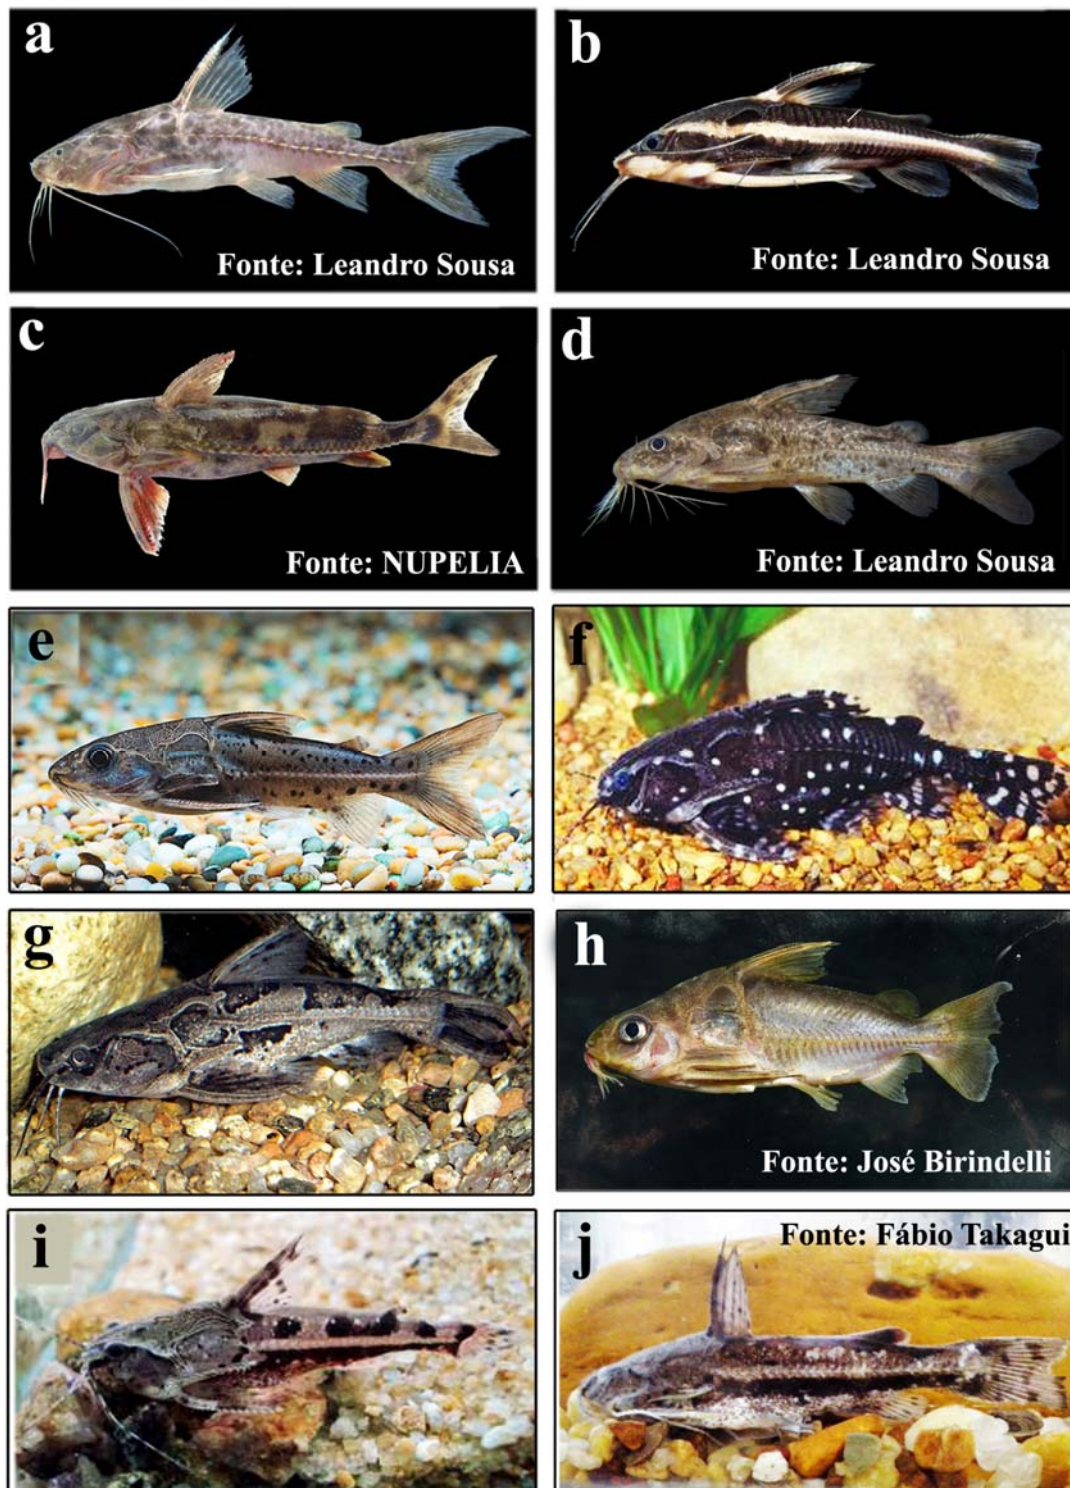 a
b
Fonte: Leandro Sousa
Fonte: Leandro Sousa
c
d
Fonte: NUPELIA
Fonte: Leandro Sousa
e
f
g
h
Fonte: José Birindelli
i
j
Fonte: Fábio Takagui